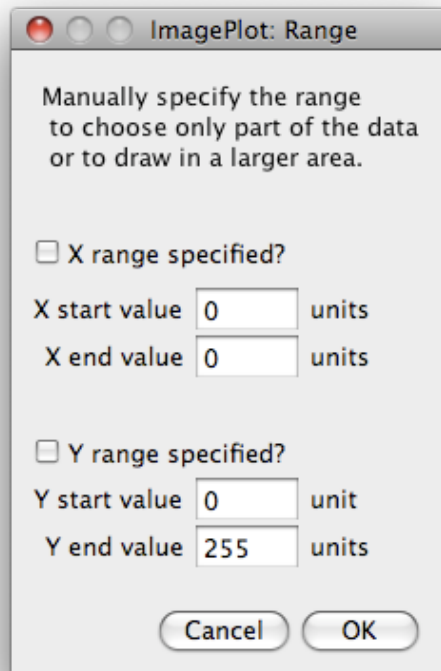 ImagePlot: Range
Manually specify the range
to choose only part of the data
or to draw in a larger area.
X range specified?
X start value 0 units
X end value 0 units
Y range specified?
Y start value 0 unit
Y end value 255 units
Cancel OK